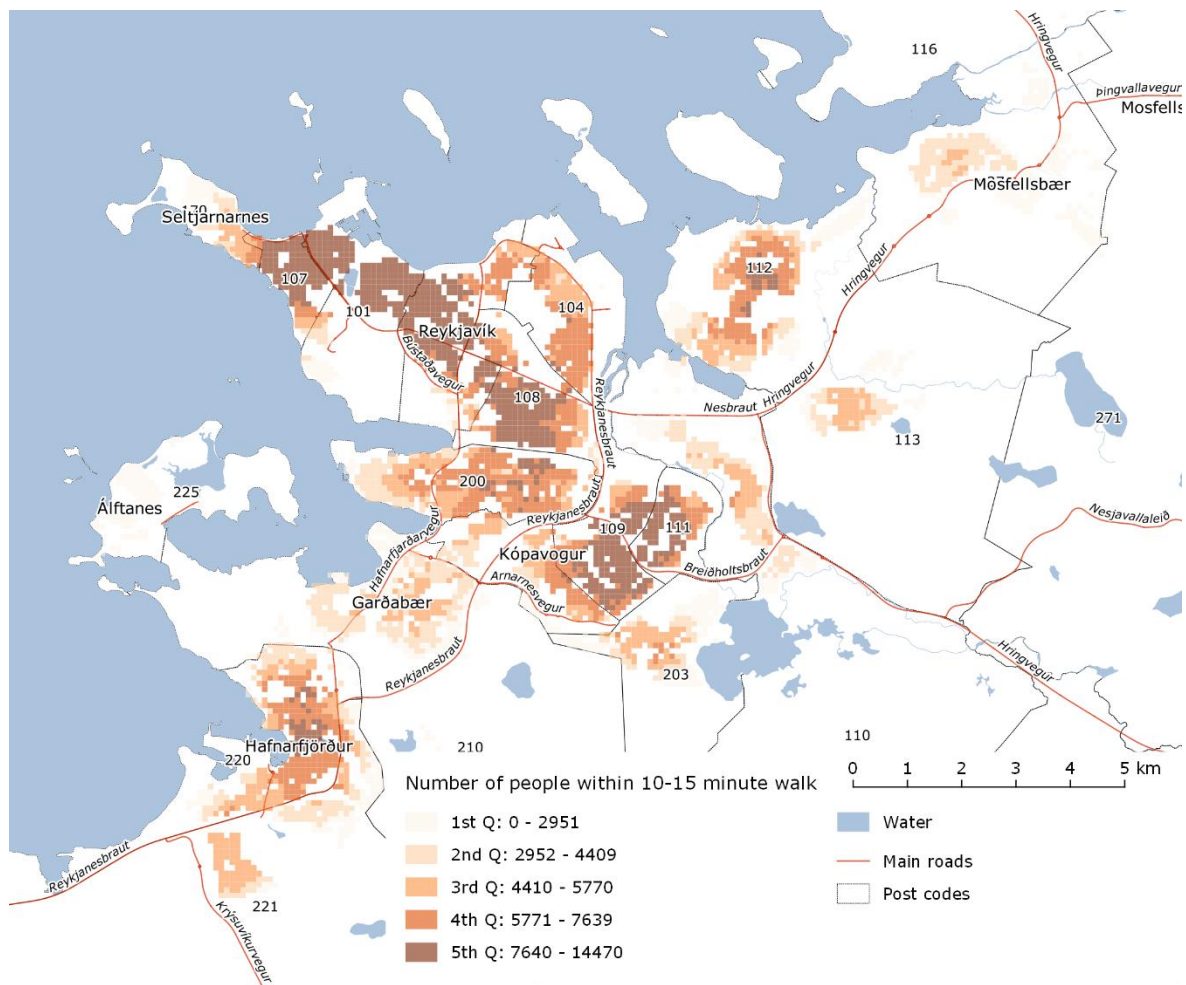 116
Hringvegur
Þingvallavegur
Mosfells
Mosfellsbær
170
Seltjarnarnes
112
107
101
104
Reykjavík
Bústaðavegur
108
Reykjanesbraut
Nesbraut
Hringvegur
Hringvegur
271
113
200
225
Álftanes
Reykjanesbraut
109
111
Nesjavallaleið
Kópavogur
Hafnarfjarðarvegur
Breiðholtsbraut
Arnarnesvegur
Garðabær
Reykjanesbraut
203
Hringvegur
Hafnarfjörður
220
210
110
Number of people within 10-15 minute walk
1st Q: 0 - 2951
2nd Q: 2952 - 4409
3rd Q: 4410 - 5770
4th Q: 5771 - 7639
5th Q: 7640 - 14470
0 1 2 3 4 5 km
Water
Main roads
Post codes
Reykjanesbraut
221
Krýsuvíkurvegur